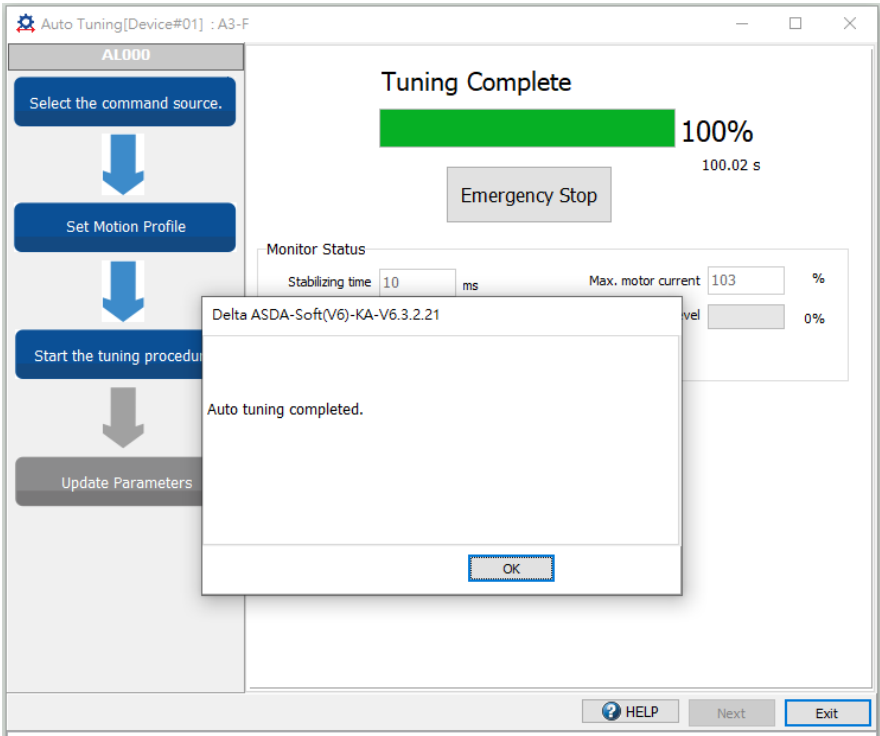 Auto Tuning[Device#01] : A3-F
AL000
Select the command source.
Set Motion Profile
Start the tuning
Update Parameters
Tuning Complete
100%
100.02 s
Emergency Stop
Monitor Status
Stabilizing time 10 ms
Max. motor current 103 %
0%
Delta ASDA-Soft(V6)-KA-V6.3.2.21
Auto tuning completed.
OK
HELP
Next
Exit